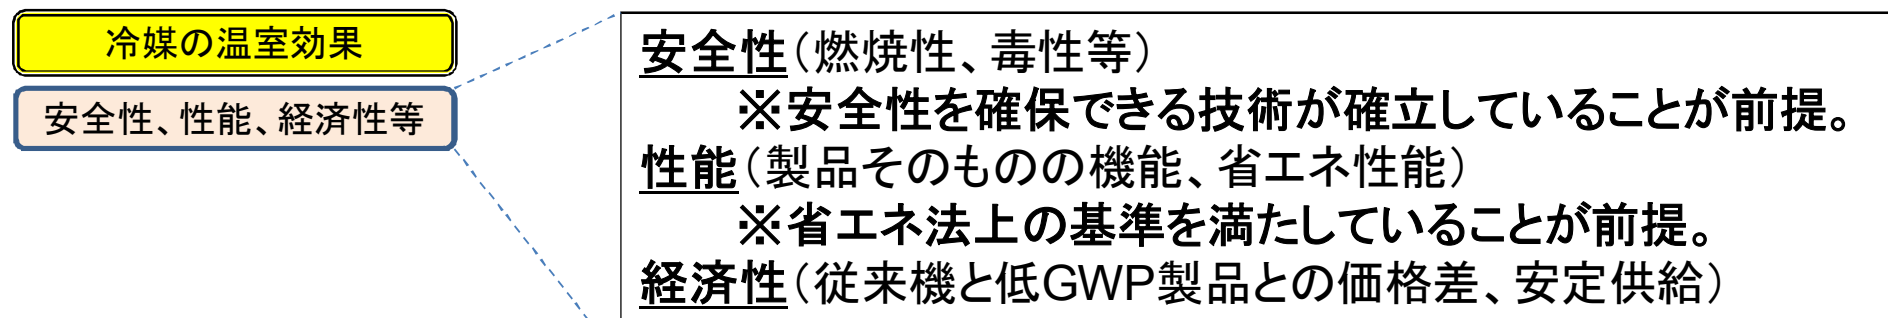 冷媒の温室効果
安全性、性能、経済性等
安全性(燃焼性、毒性等)
※安全性を確保できる技術が確立していることが前提。
性能(製品そのものの機能、省エネ性能)
※省エネ法上の基準を満たしていることが前提。
経済性(従来機と低GWP製品との価格差、安定供給)